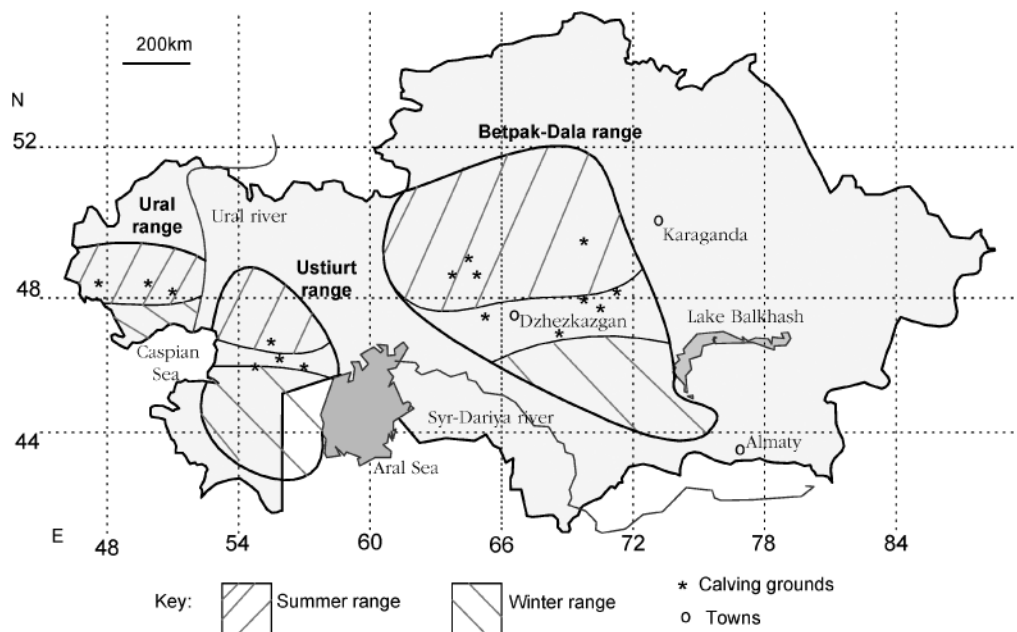 200km
N
52
48
44
E
48
54
60
66
72
78
84
Betpak-Dala range
Ural
range
Ural river
Ustiurt
range
Karaganda
Dzhezkazgan
Lake Balkhash
Caspian
Sea
Syr-Dariya river
Aral Sea
Almaty
Key:
Summer range
Winter range
* Calving grounds
o Towns